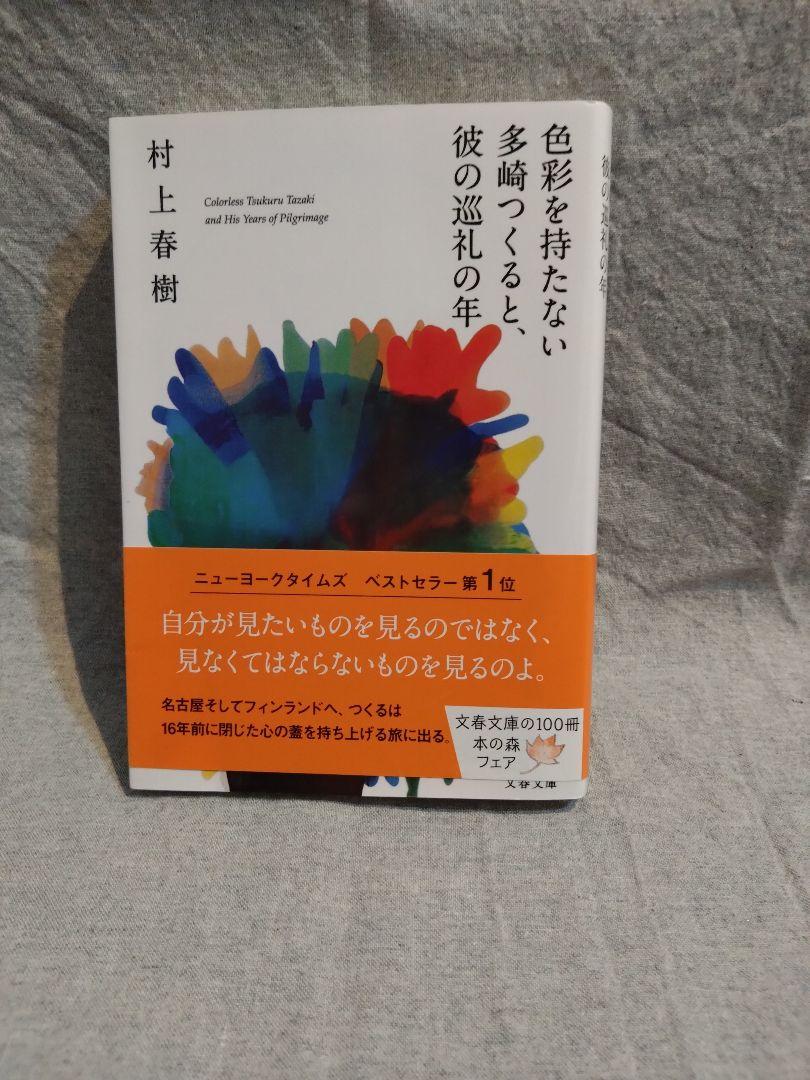 色彩を持たない
多崎つくると、
彼の巡礼の年
村上春樹
Colorless Tsukuru Tazaki
and His Years of Pilgrimage
彼の巡礼の年
ニューヨークタイムズ　ベストセラー第1位
自分が見たいものを見るのではなく、
見なくてはならないものを見るのよ。
名古屋そしてフィンランドへ、つくるは
16年前に閉じた心の蓋を持ち上げる旅に出る。
文春文庫の100冊
本の森
フェア
文春文庫